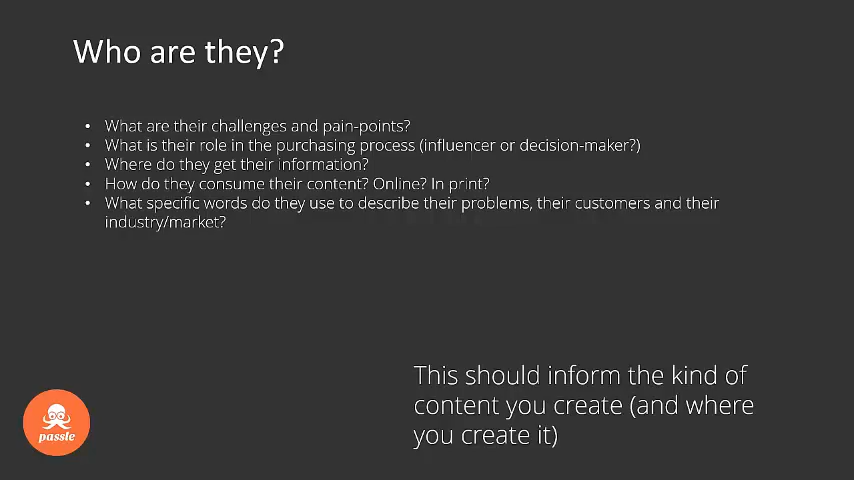 Who are they?
• What are their challenges and pain-points?
• What is their role in the purchasing process (influencer or decision-maker?)
• Where do they get their information?
• How do they consume their content? Online? In print?
• What specific words do they use to describe their problems, their customers and their
industry/market?
This should inform the kind of
content you create (and where
you create it)
passle